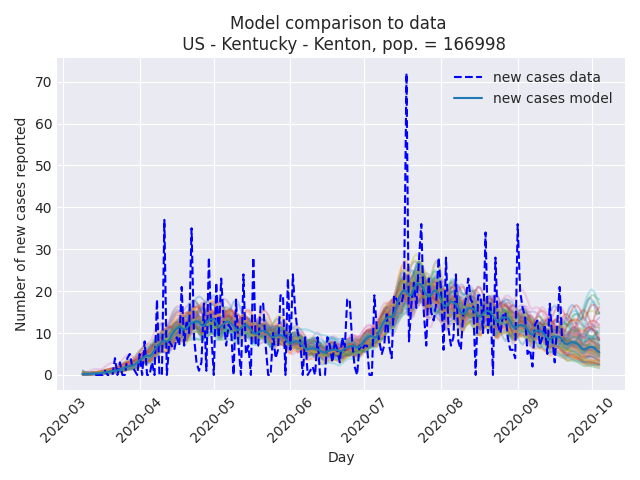 Model comparison to data
US - Kentucky - Kenton, pop. = 166998
new cases data
new cases model
Number of new cases reported
70
60
50
40
30
20
10
0
2020-03
2020-04
2020-05
2020-06
2020-07
2020-08
2020-09
2020-10
Day